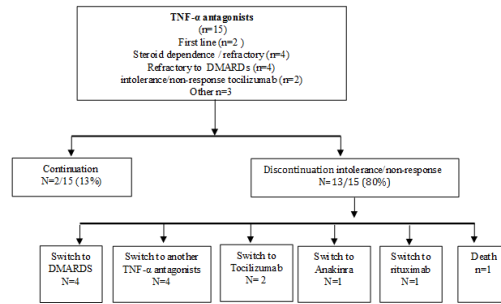 TNF-α antagonists
(n=15)
First line (n=2 )
Steroid dependence / refractory (n=4)
Refractory to DMARDs (n=4)
intolerance/non-response tocilizumab (n=2)
Other n=3
Continuation
N=2/15 (13%)
Discontinuation intolerance/non-response
N=13/15 (80%)
Switch to
DMARDS
N=4
Switch to another
TNF-α antagonists
N=4
Switch to
Tocilizumab
N= 2
Switch to
Anakinra
N=1
Switch to
rituximab
N=1
Death
n=1